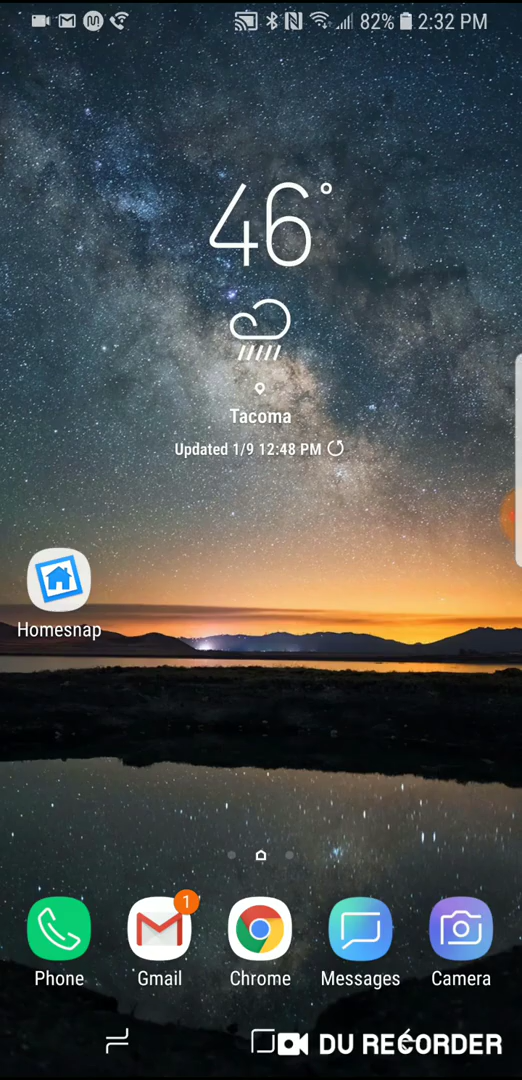 82% 2:32 PM
46°
Tacoma
Updated 1/9 12:48 PM
Homesnap
1
Phone Gmail Chrome Messages Camera
DU RECORDER